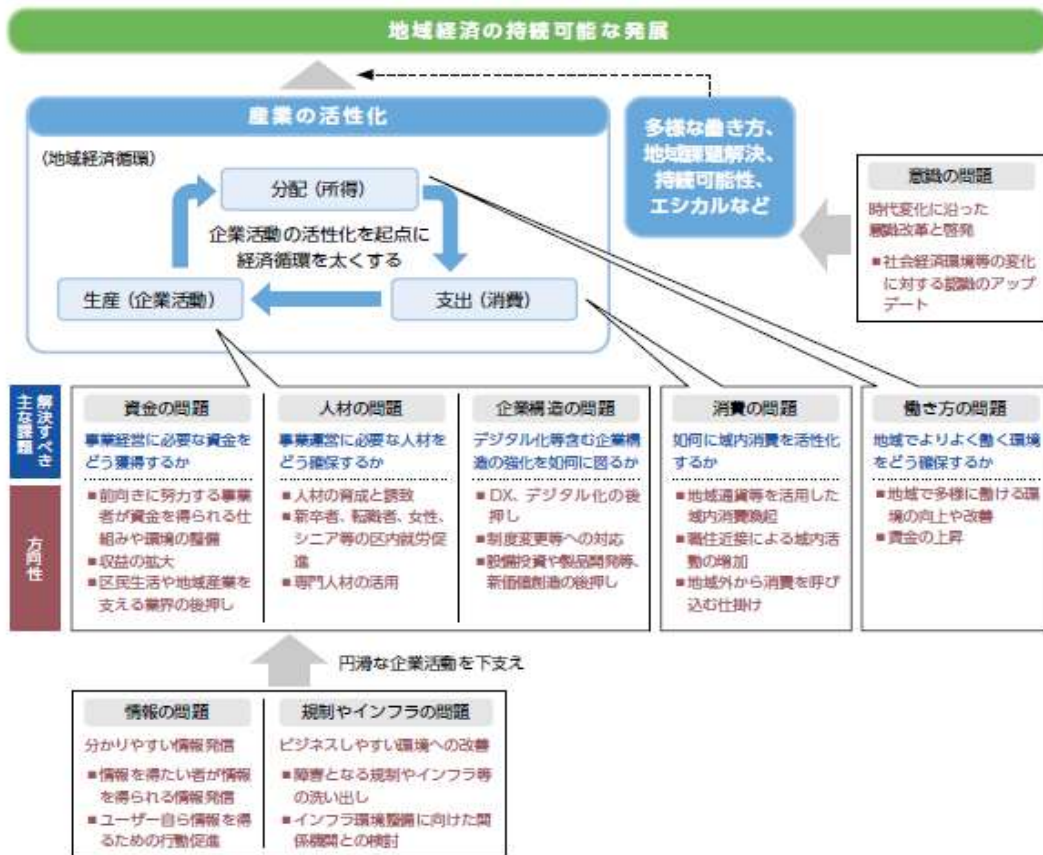 地域経済の持続可能な発展
産業の活性化
(地域経済循環)
分配(所得)
企業活動の活性化を起点に
経済循環を太くする
生産(企業活動)
支出(消費)
多様な働き方、
地域課題解決、
持続可能性、
エシカルなど
意識の問題
時代変化に沿った
意識改革と啓発
■社会経済環境等の変化
に対する認識のアップ
デート
解決すべき
主な課題
方向性
資金の問題
事業経営に必要な資金を
どう獲得するか
■前向きに努力する事業
者が資金を得られる仕
組みや環境の整備
■収益の拡大
■区民生活や地域産業を
支える業界の後押し
人材の問題
事業運営に必要な人材を
どう確保するか
■人材の育成と誘致
■新卒者、転職者、女性、
シニア等の区内就労促
進
■専門人材の活用
企業構造の問題
デジタル化等含む企業構
造の強化を如何に図るか
■DX、デジタル化の後
押し
■制度変更等への対応
■設備投資や製品開発等、
新価値創造の後押し
消費の問題
如何に域内消費を活性化
するか
■地域通貨等を活用した
域内消費喚起
■職住近接による域内活
動の増加
■地域外から消費を呼び
込む仕掛け
働き方の問題
地域でよりよく働く環境
をどう確保するか
■地域で多様に働ける環
境の向上や改善
■賃金の上昇
円滑な企業活動を下支え
情報の問題
分かりやすい情報発信
■情報を得たい者が情報
を得られる情報発信
■ユーザー自ら情報を得
るための行動促進
規制やインフラの問題
ビジネスしやすい環境への改善
■障害となる規制やインフラ等
の洗い出し
■インフラ環境整備に向けた関
係機関との検討